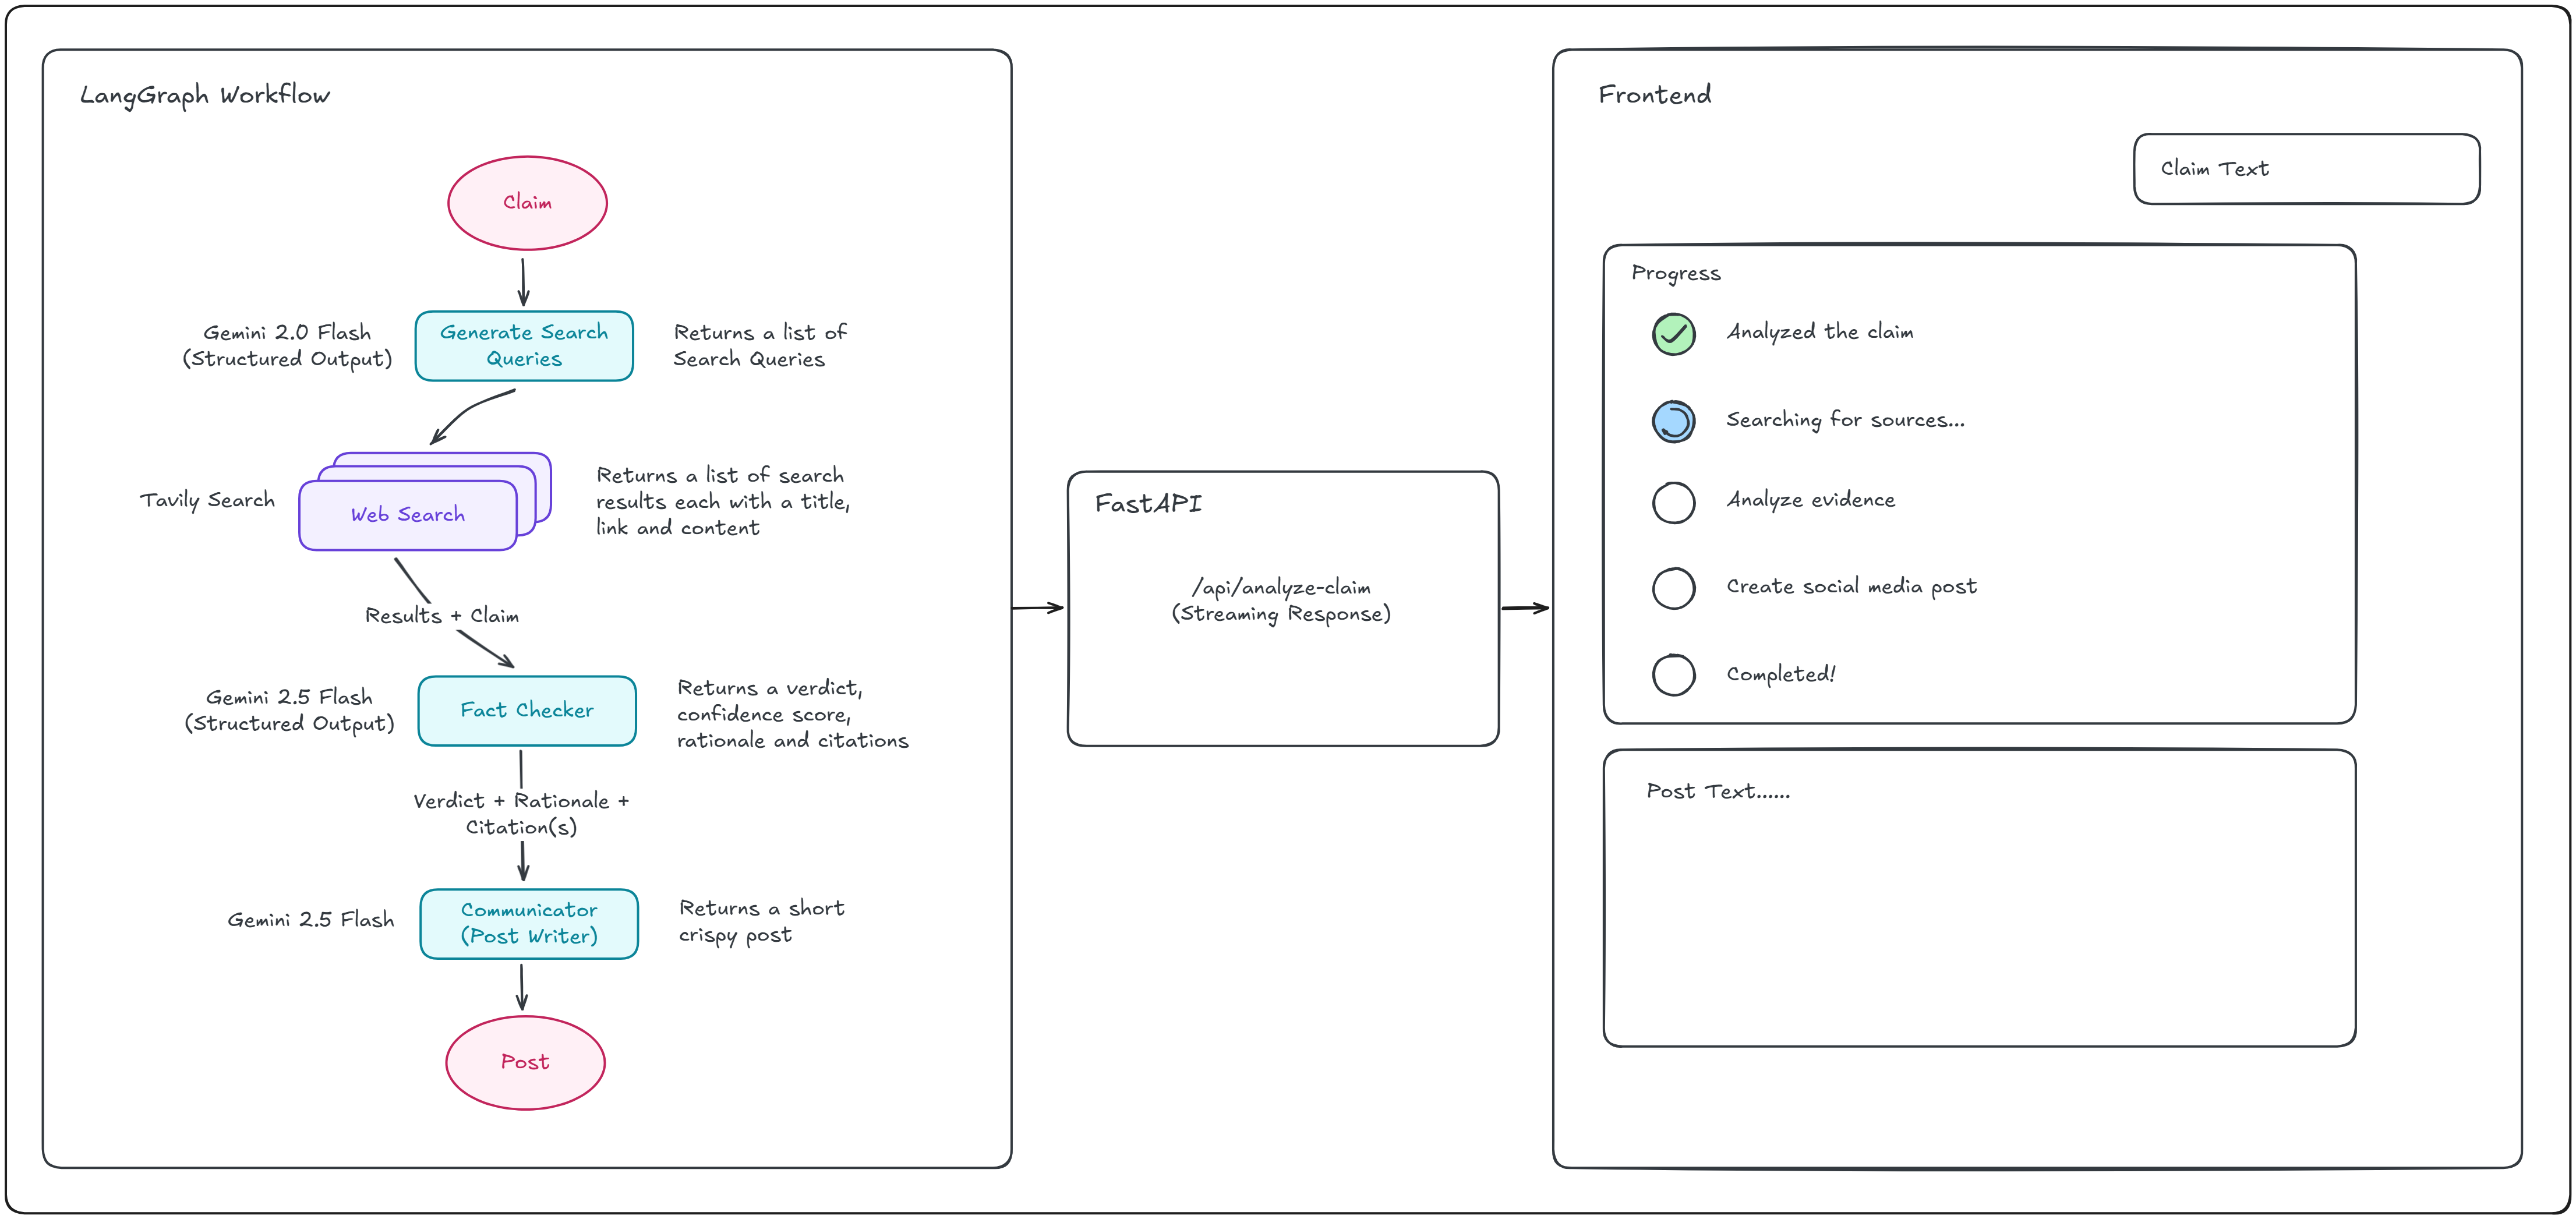 LangGraph Workflow
Claim
Gemini 2.0 Flash
(Structured Output)
Generate Search
Queries
Returns a list of
Search Queries
Tavily Search
Web Search
Returns a list of search
results each with a title,
link and content
Results + Claim
Gemini 2.5 Flash
(Structured Output)
Fact Checker
Returns a verdict,
confidence score,
rationale and citations
Verdict + Rationale +
Citation(s)
Gemini 2.5 Flash
Communicator
(Post Writer)
Returns a short
crispy post
Post
FastAPI
/api/analyze-claim
(Streaming Response)
Frontend
Claim Text
Progress
Analyzed the claim
Searching for sources...
Analyze evidence
Create social media post
Completed!
Post Text......